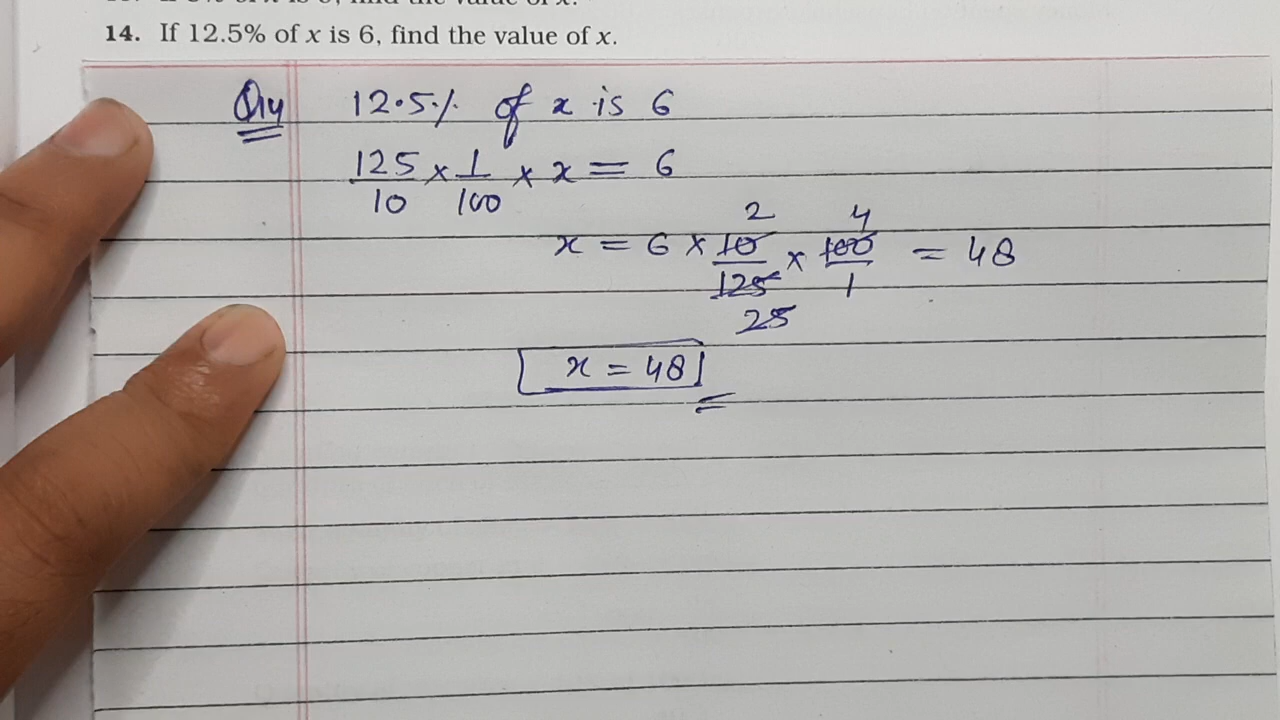 14. If 12.5% of x is 6, find the value of x.
Q14 12.5% of x is 6
125/10 × 1/100 × x = 6
2 4
x = 6 × 10/125 × 100/1 = 48
25
x = 48